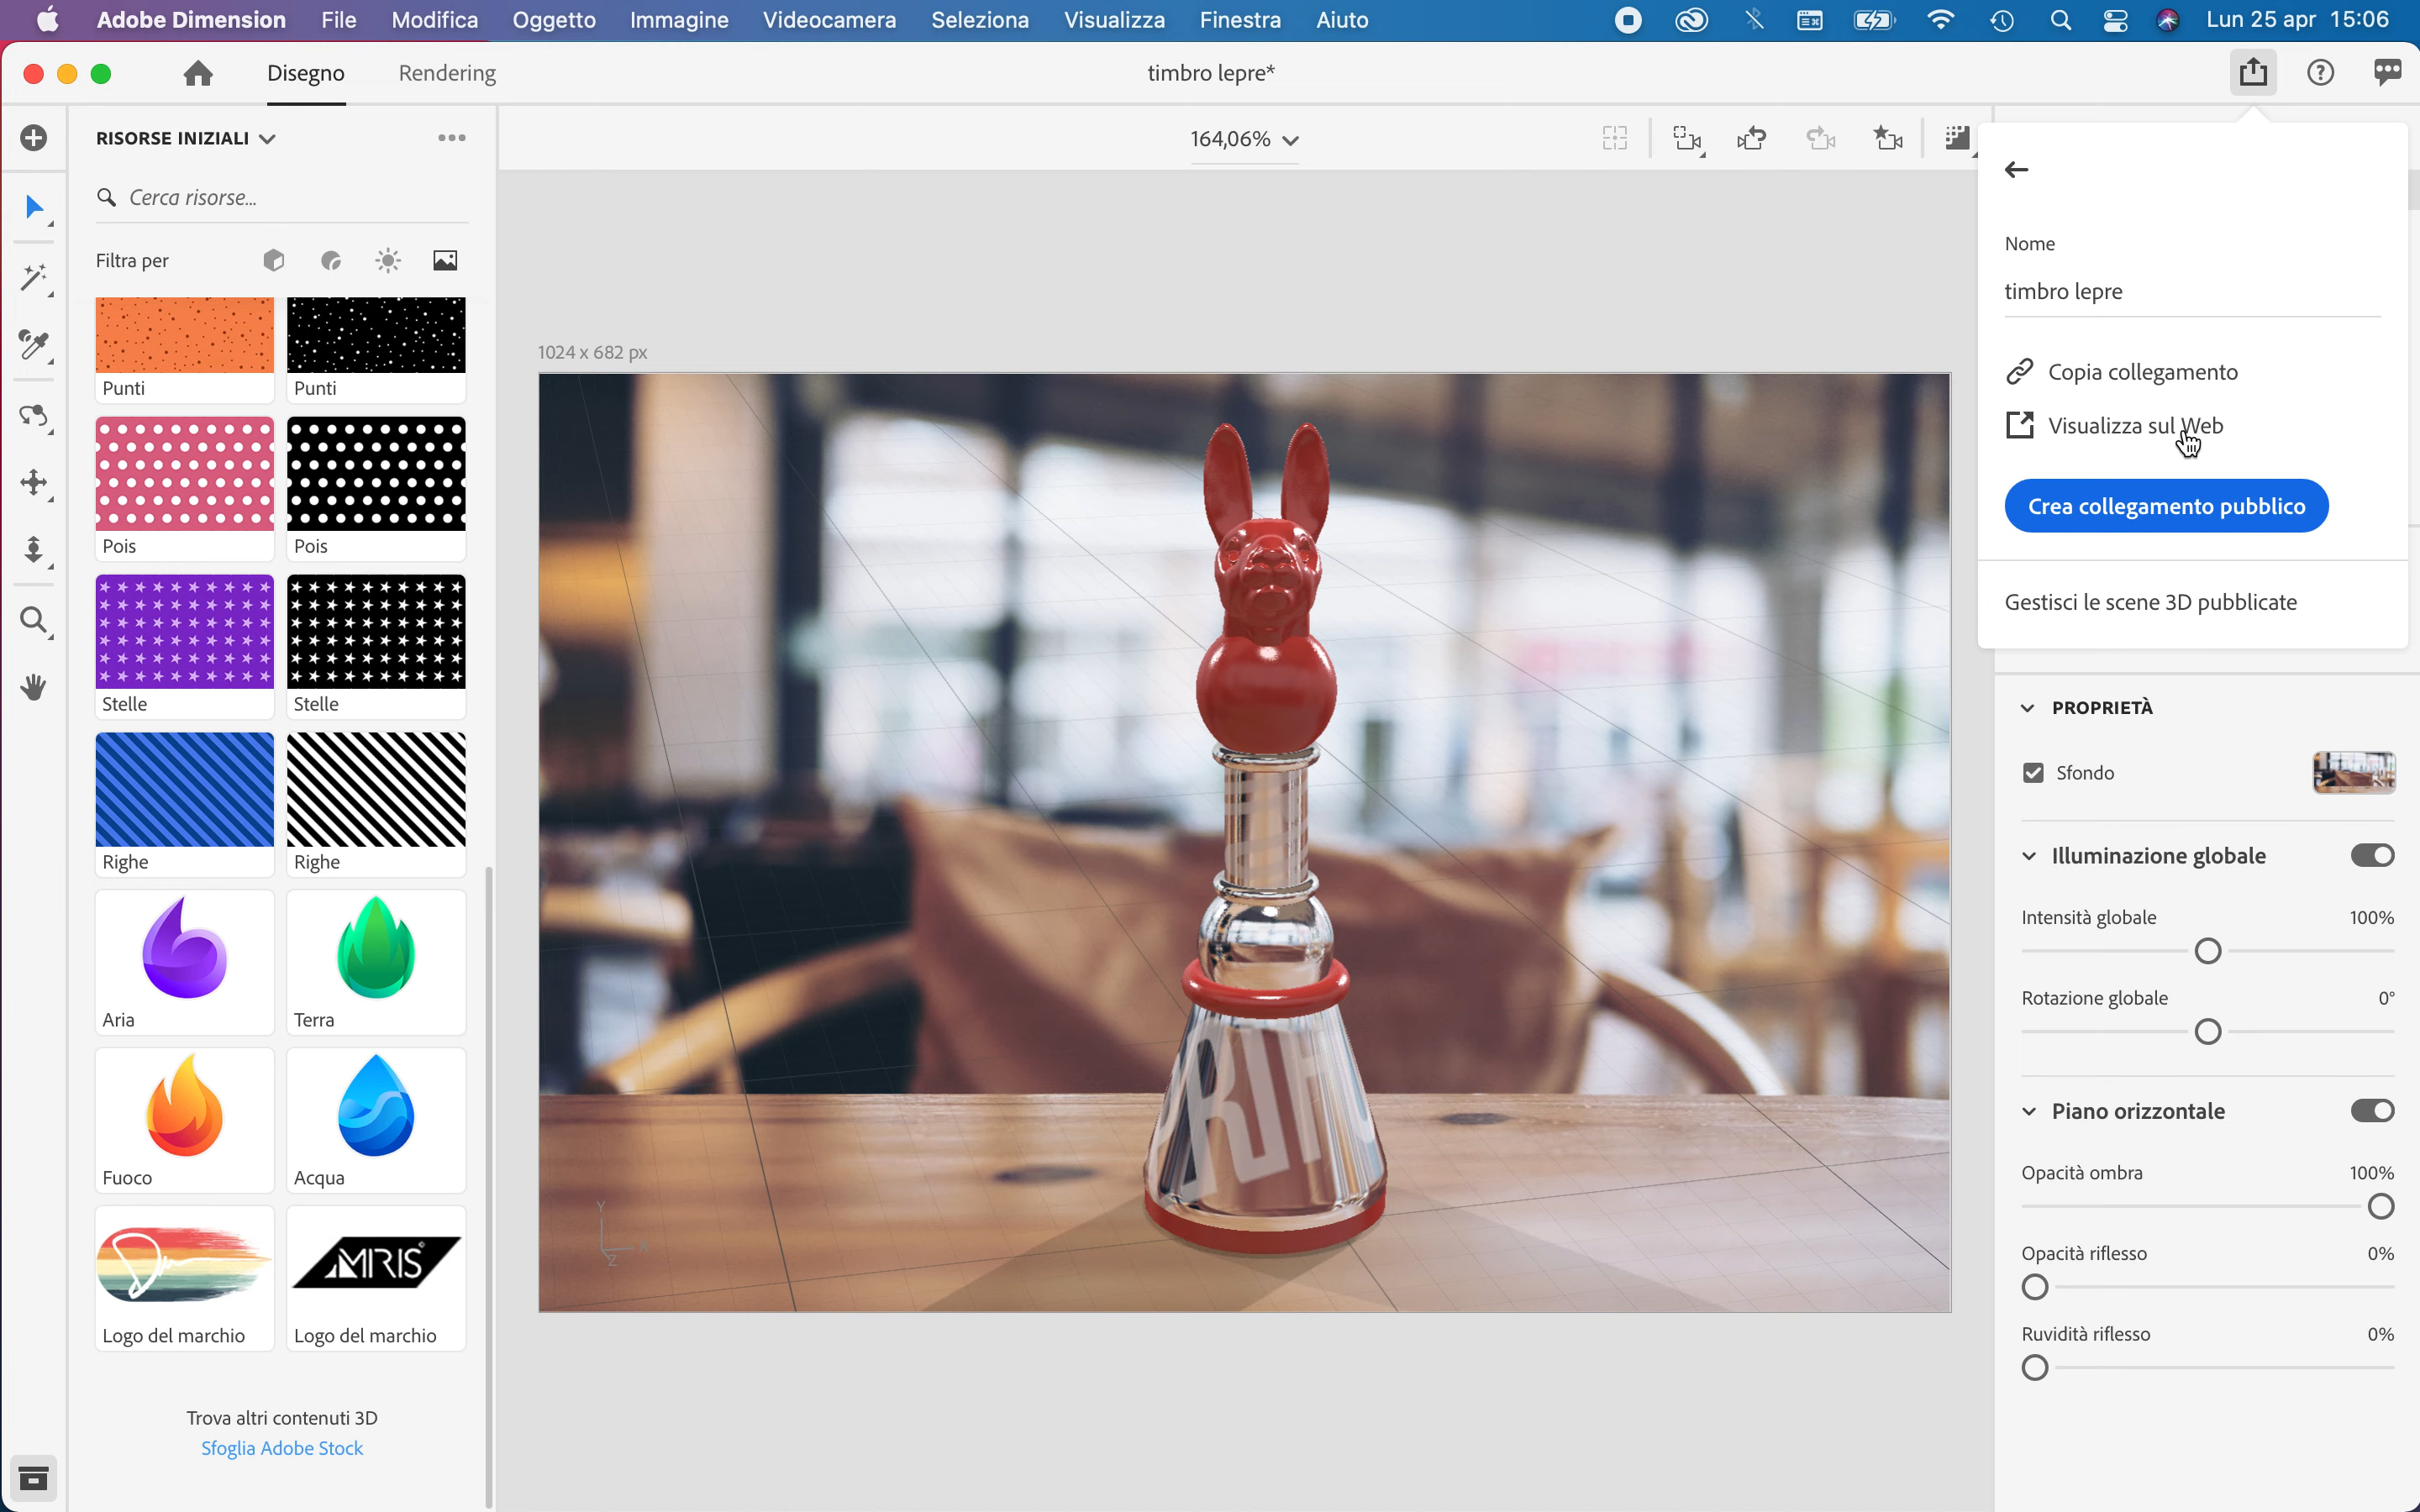 Adobe Dimension File Modifica Oggetto Immagine Videocamera Seleziona Visualizza Finestra Aiuto Lun 25 apr 15:06
Disegno Rendering timbro lepre*
RISORSE INIZIALI
164,06%
Cerca risorse...
Filtra per
Punti Punti
Pois Pois
Stelle Stelle
Righe Righe
Aria Terra
Fuoco Acqua
MRIS
Logo del marchio Logo del marchio
Trova altri contenuti 3D
Sfoglia Adobe Stock
1024 x 682 px
Y
Z
Nome
timbro lepre
Copia collegamento
Visualizza sul Web
Crea collegamento pubblico
Gestisci le scene 3D pubblicate
PROPRIETÀ
Sfondo
Illuminazione globale
Intensità globale 100%
Rotazione globale 0°
Piano orizzontale
Opacità ombra 100%
Opacità riflesso 0%
Ruvidità riflesso 0%